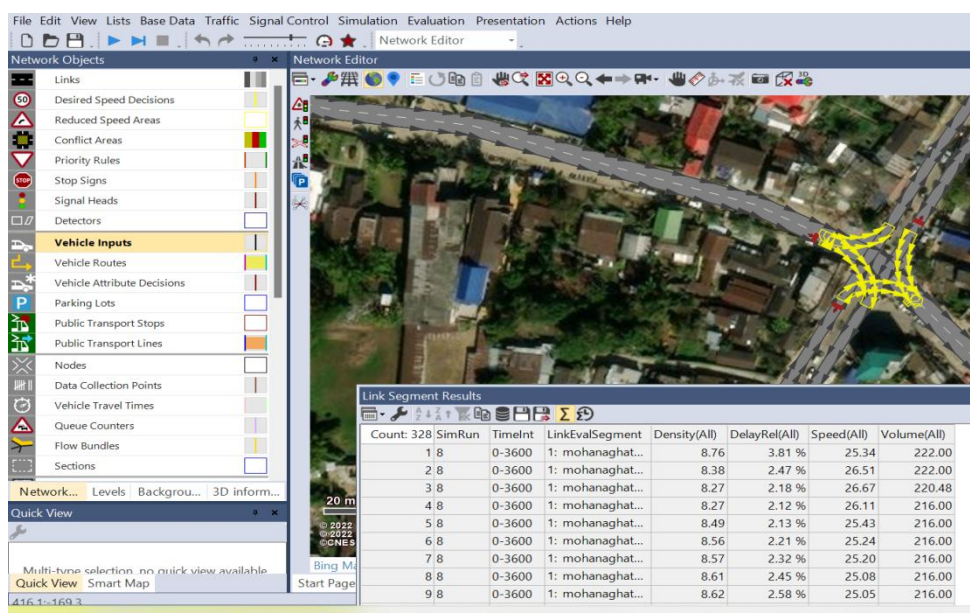 File Edit View Lists Base Data Traffic Signal Control Simulation Evaluation Presentation Actions Help
Network Editor
Network Objects
Links
50 Desired Speed Decisions
Reduced Speed Areas
Conflict Areas
Priority Rules
STOP Stop Signs
Signal Heads
Detectors
Vehicle Inputs
Vehicle Routes
Vehicle Attribute Decisions
P Parking Lots
Public Transport Stops
Public Transport Lines
Nodes
Data Collection Points
Vehicle Travel Times
Queue Counters
Flow Bundles
Sections
Network... Levels Backgrou... 3D inform...
Quick View
Multi-type selection, no quick view available
Quick View Smart Map
416.1:-169.3
Network Editor
3D
P
20 m
© 2022
© 2022
©CNES
Bing Ma
Start Page
Link Segment Results
Count: 328 SimRun TimeInt LinkEvalSegment Density(All) DelayRel(All) Speed(All) Volume(All)
1 8 0-3600 1: mohanaghat... 8.76 3.81 % 25.34 222.00
2 8 0-3600 1: mohanaghat... 8.38 2.47 % 26.51 222.00
3 8 0-3600 1: mohanaghat... 8.27 2.18 % 26.67 220.48
4 8 0-3600 1: mohanaghat... 8.27 2.12 % 26.11 216.00
5 8 0-3600 1: mohanaghat... 8.49 2.13 % 25.43 216.00
6 8 0-3600 1: mohanaghat... 8.56 2.21 % 25.24 216.00
7 8 0-3600 1: mohanaghat... 8.57 2.32 % 25.20 216.00
8 8 0-3600 1: mohanaghat... 8.61 2.45 % 25.08 216.00
9 8 0-3600 1: mohanaghat... 8.62 2.58 % 25.05 216.00